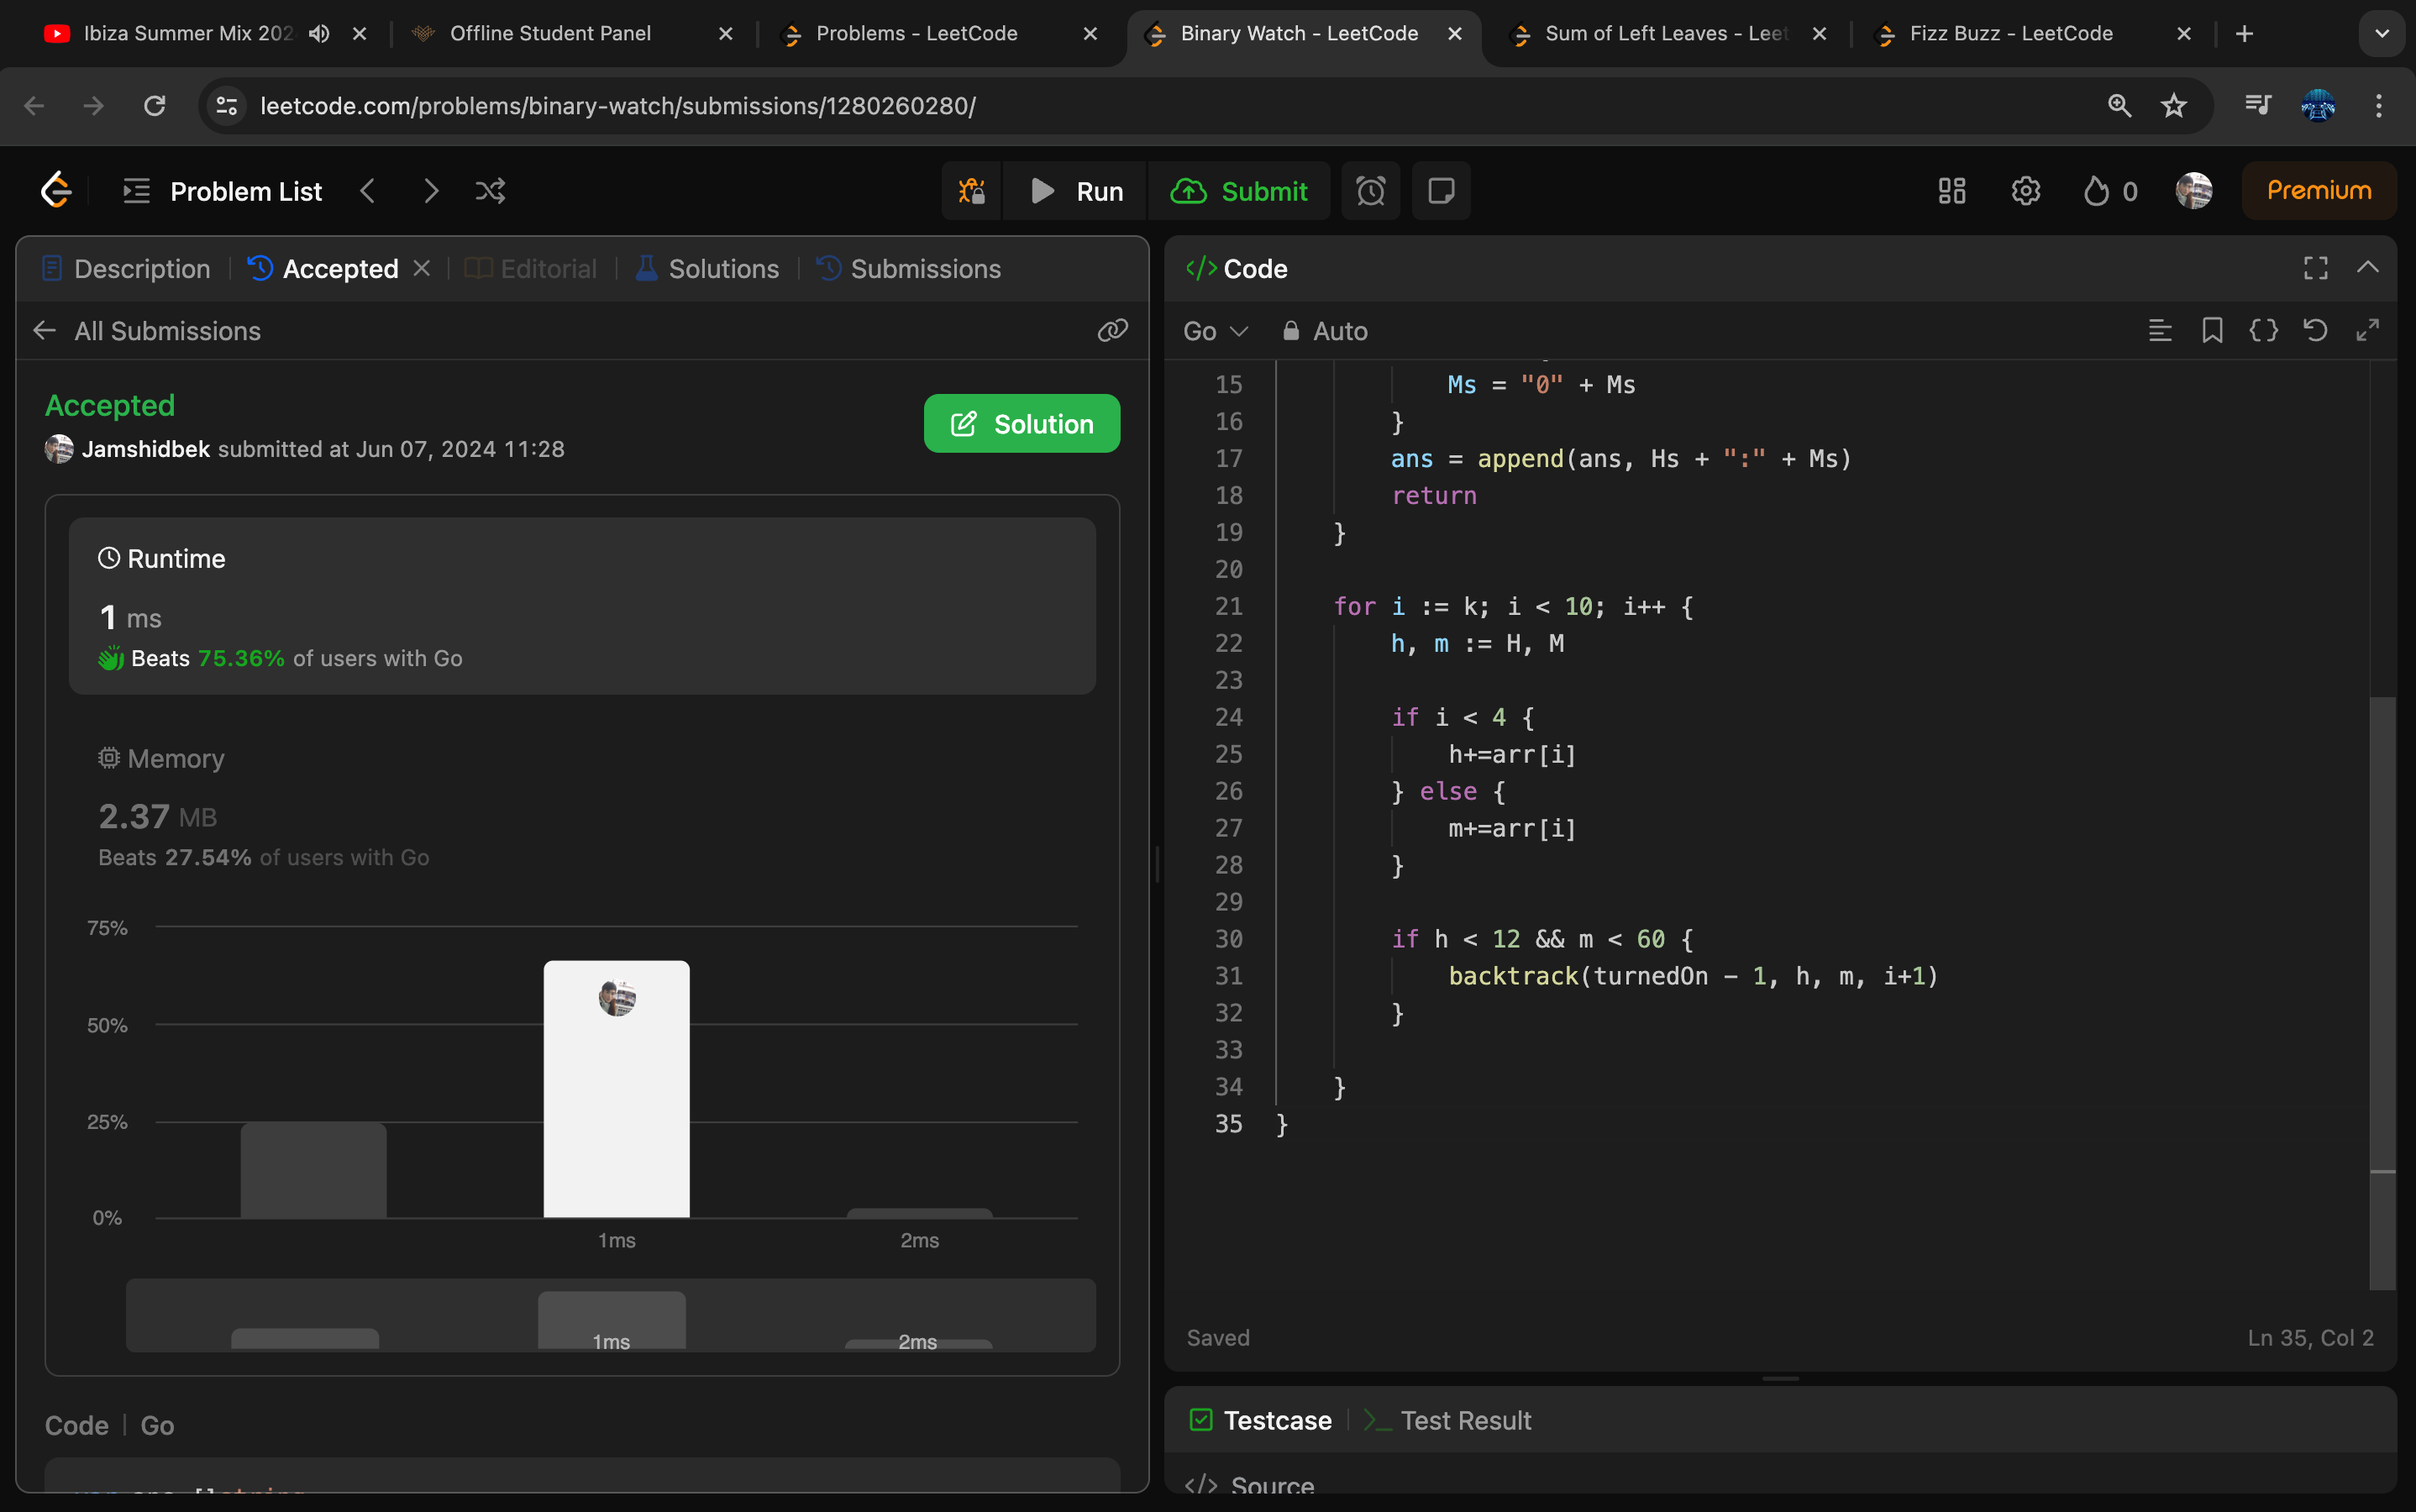 Ibiza Summer Mix 202
Offline Student Panel
Problems - LeetCode
Binary Watch - LeetCode
Sum of Left Leaves - Leet
Fizz Buzz - LeetCode
leetcode.com/problems/binary-watch/submissions/1280260280/
Problem List
Run
Submit
0
Premium
Description
Accepted
Editorial
Solutions
Submissions
All Submissions
Accepted
Jamshidbek submitted at Jun 07, 2024 11:28
Solution
Runtime
1 ms
Beats 75.36% of users with Go
Memory
2.37 MB
Beats 27.54% of users with Go
75%
50%
25%
0%
1ms
2ms
1ms
2ms
Code
Go
Code
Go
Auto
15 Ms = "0" + Ms
16 }
17 ans = append(ans, Hs + ":" + Ms)
18 return
19 }
20
21 for i := k; i < 10; i++ {
22 h, m := H, M
23
24 if i < 4 {
25 h+=arr[i]
26 } else {
27 m+=arr[i]
28 }
29
30 if h < 12 && m < 60 {
31 backtrack(turnedOn - 1, h, m, i+1)
32 }
33
34 }
35 }
Saved
Ln 35, Col 2
Testcase
Test Result
Source